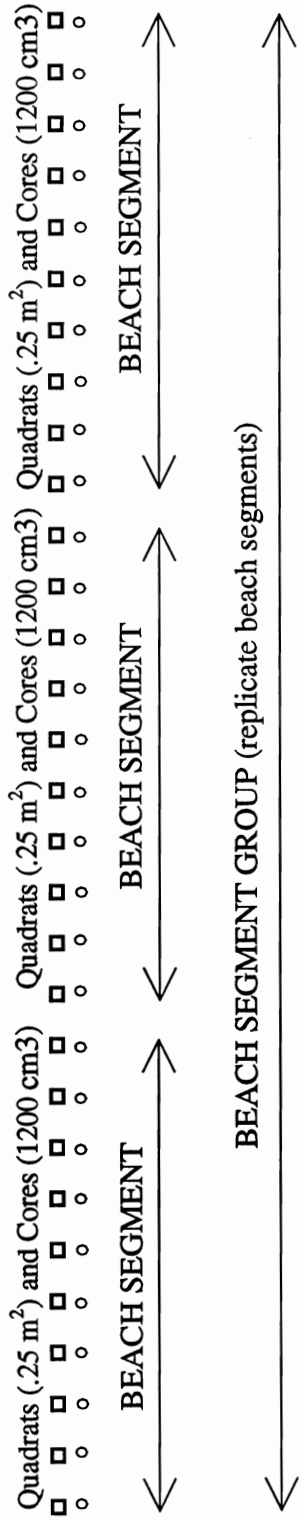 Quadrats (.25 m²) and Cores (1200 cm3) Quadrats (.25 m²) and Cores (1200 cm3) Quadrats (.25 m²) and Cores (1200 cm3)
BEACH SEGMENT BEACH SEGMENT BEACH SEGMENT
BEACH SEGMENT GROUP (replicate beach segments)